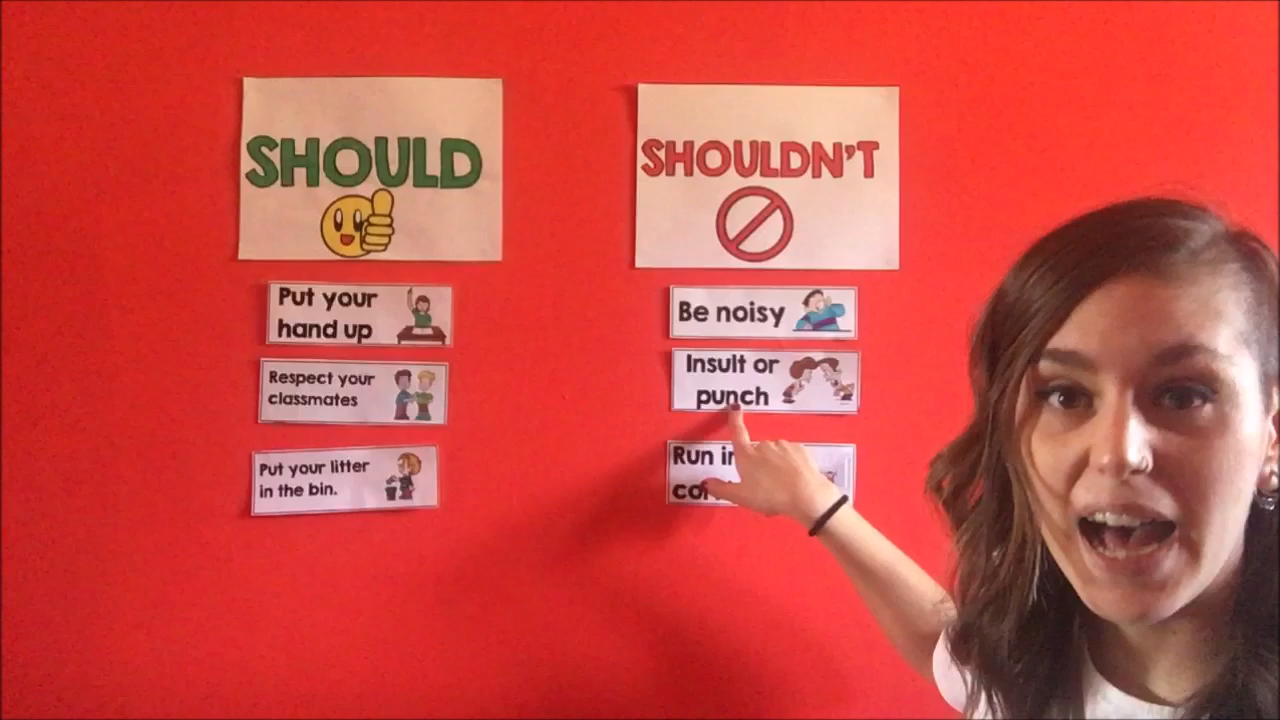 SHOULD
Put your
hand up
Respect your
classmates
Put your litter
in the bin.
SHOULDN'T
Be noisy
Insult or
punch
Run